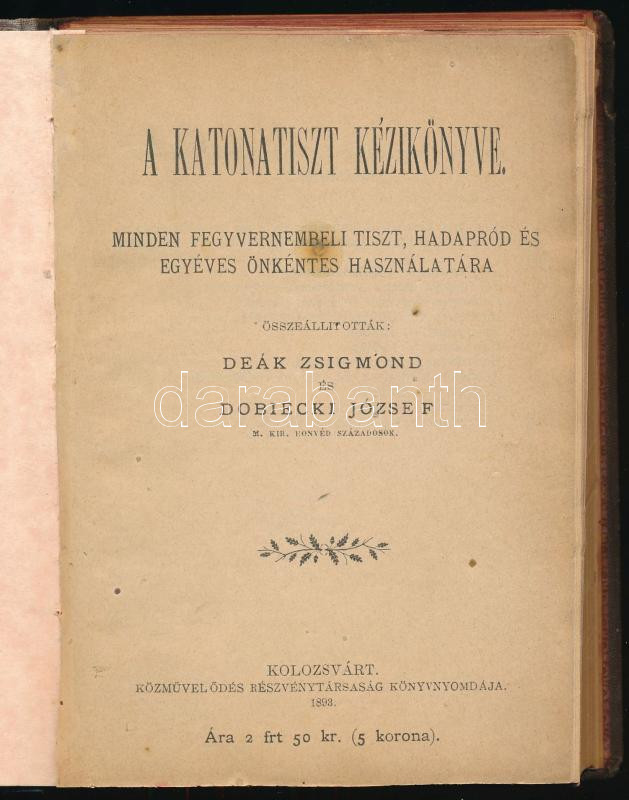 A KATONATISZT KÉZIKÖNYVE.
MINDEN FEGYVERNEMBELI TISZT, HADAPRÓD ÉS
EGYÉVES ÖNKÉNTES HASZNÁLATÁRA
ÖSSZEÁLLITOTTÁK:
DEÁK ZSIGMOND
ÉS
darabanth
DOBIECKI JÓZSEF
M. KIR. HONVÉD SZÁZADOSOK.
KOLOZSVÁRT.
KÖZMŰVELŐDÉS RÉSZVÉNYTÁRSASÁG KÖNYVNYOMDÁJA.
1893.
Ára 2 frt 50 kr. (5 korona).